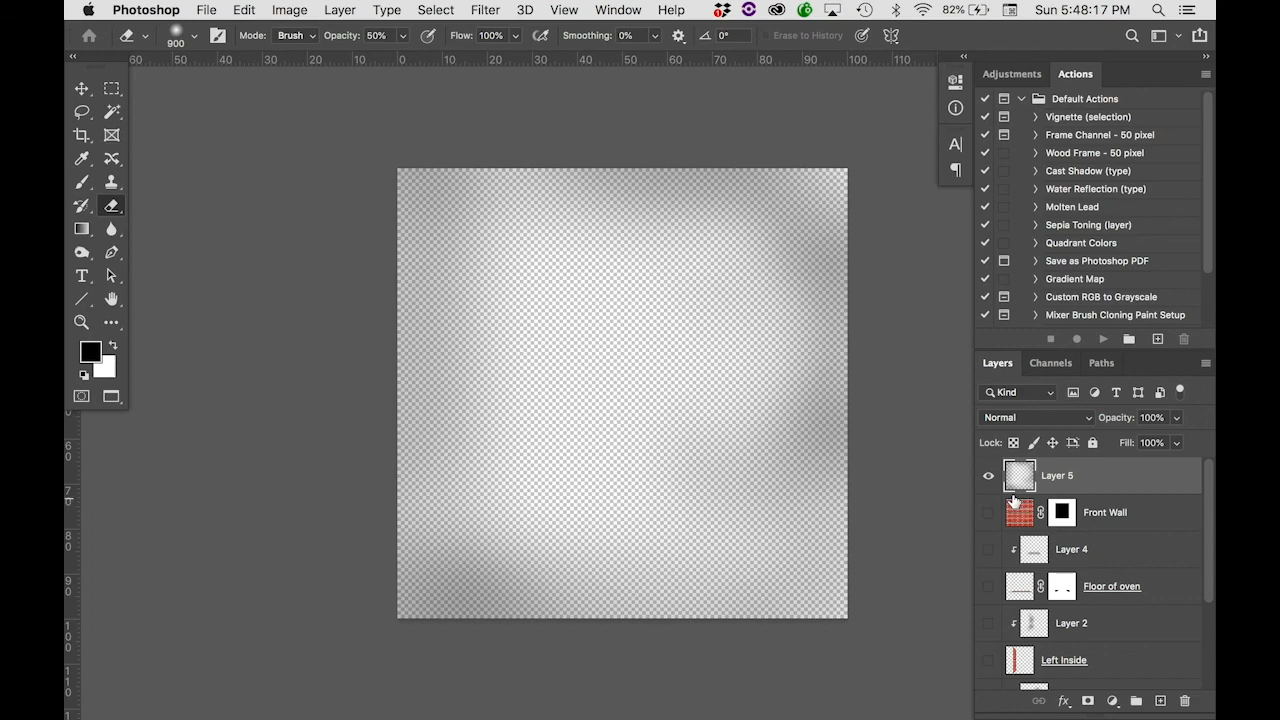 Photoshop File Edit Image Layer Type Select Filter 3D View Window Help 1 82% Sun 5:48:17 PM
900 Mode: Brush Opacity: 50% Flow: 100% Smoothing: 0% 0° Erase to History
60 50 40 30 20 10 0 10 20 30 40 50 60 70 80 90 100 110
Adjustments Actions
Default Actions
Vignette (selection)
Frame Channel - 50 pixel
Wood Frame - 50 pixel
Cast Shadow (type)
Water Reflection (type)
Molten Lead
Sepia Toning (layer)
Quadrant Colors
Save as Photoshop PDF
Gradient Map
Custom RGB to Grayscale
Mixer Brush Cloning Paint Setup
Layers Channels Paths
Kind
Normal Opacity: 100%
Lock: Fill: 100%
Layer 5
Front Wall
Layer 4
Floor of oven
Layer 2
Left Inside
60
70
80
90
100
110